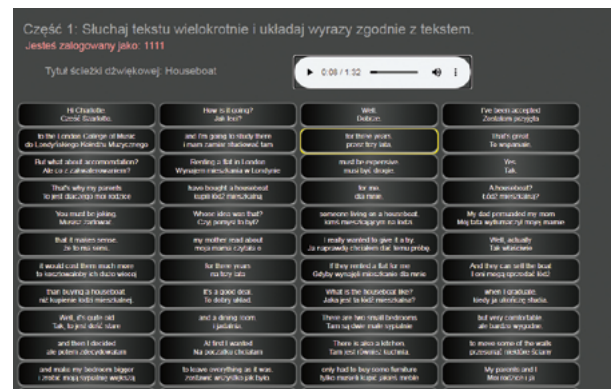 Część 1: Słuchaj tekstu wielokrotnie i układaj wyrazy zgodnie z tekstem.
Jesteś zalogowany jako: 1111
Tytuł ścieżki dźwiękowej: Houseboat
0:08 / 1:32
Hi Charlotte.
Cześć Szarlotto.
How is it going?
Jak leci?
Well.
Dobrze.
I've been accepted
Zostałam przyjęta
to the London College of Music
do Londyńskiego Koledżu Muzycznego
and I'm going to study there
i mam zamiar studiować tam
for three years.
przez trzy lata.
That's great.
To wspaniale.
But what about accommodation?
Ale co z zakwaterowaniem?
Renting a flat in London
Wynajem mieszkania w Londynie
must be expensive.
musi być drogie.
Yes.
Tak.
That's why my parents
To jest dlaczego moi rodzice
have bought a houseboat
kupili łódź mieszkalną
for me.
dla mnie.
A houseboat?
Łódź mieszkalną?
You must be joking.
Musisz żartować.
Whose idea was that?
Czyj pomysł to był?
someone living on a houseboat.
kimś mieszkającym na łodzi.
My dad persuaded my mom
Mój tata wytłumaczył mojej mamie
that it makes sense.
że to ma sens.
my mother read about
moja mama czytała o
I really wanted to give it a try.
Ja naprawdę chciałam dać temu próbę.
Well, actually
Tak właściwie
it would cost them much more
to kosztowałoby ich dużo więcej
for three years
na trzy lata
If they rented a flat for me
Gdyby wynajęli mieszkanie dla mnie
And they can sell the boat
I oni mogą sprzedać łódź
than buying a houseboat.
niż kupienie łodzi mieszkalnej.
It's a good deal.
To dobry układ.
What is the houseboat like?
Jaka jest ta łódź mieszkalna?
when I graduate.
kiedy ja ukończę studia.
Well, it's quite old
Tak, to jest dość stare
and a dining room
i jadalnia.
There are two small bedrooms
Tam są dwie małe sypialnie
but very comfortable.
ale bardzo wygodne.
and then I decided
ale potem zdecydowałam
At first I wanted
Na początku chciałam
There is also a kitchen.
Tam jest również kuchnia.
to move some of the walls
przesunąć niektóre ściany
and make my bedroom bigger
i zrobić moją sypialnię większą
to leave everything as it was.
zostawić wszystko jak było.
only had to buy some furniture
tylko musieli kupić jakieś meble
My parents and I
Moi rodzice i ja